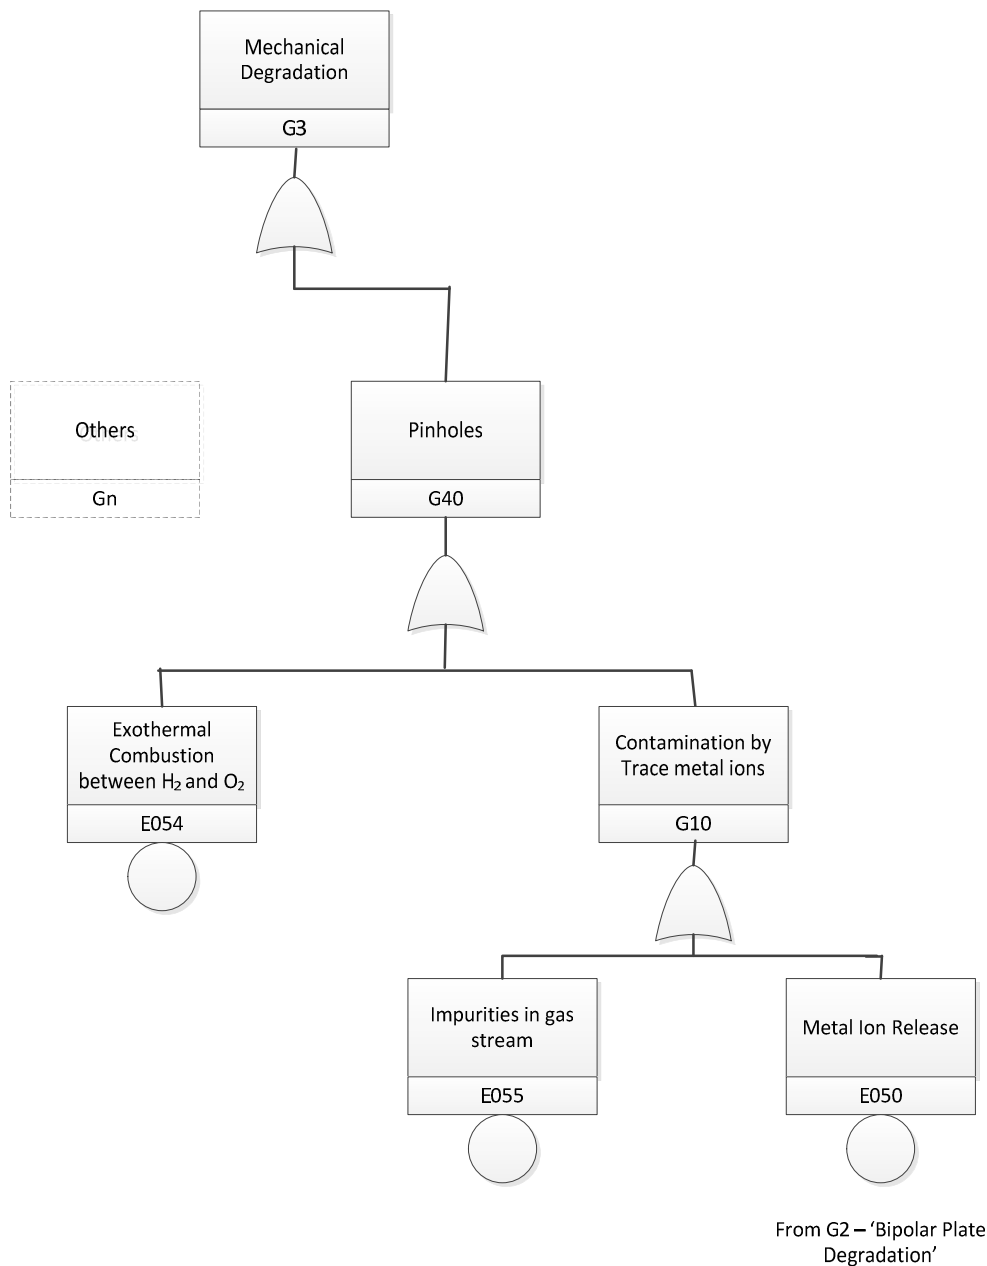 Mechanical
Degradation
G3
Others
Gn
Pinholes
G40
Exothermal
Combustion
between H₂ and O₂
E054
Contamination by
Trace metal ions
G10
Impurities in gas
stream
E055
Metal Ion Release
E050
From G2 – ‘Bipolar Plate
Degradation’